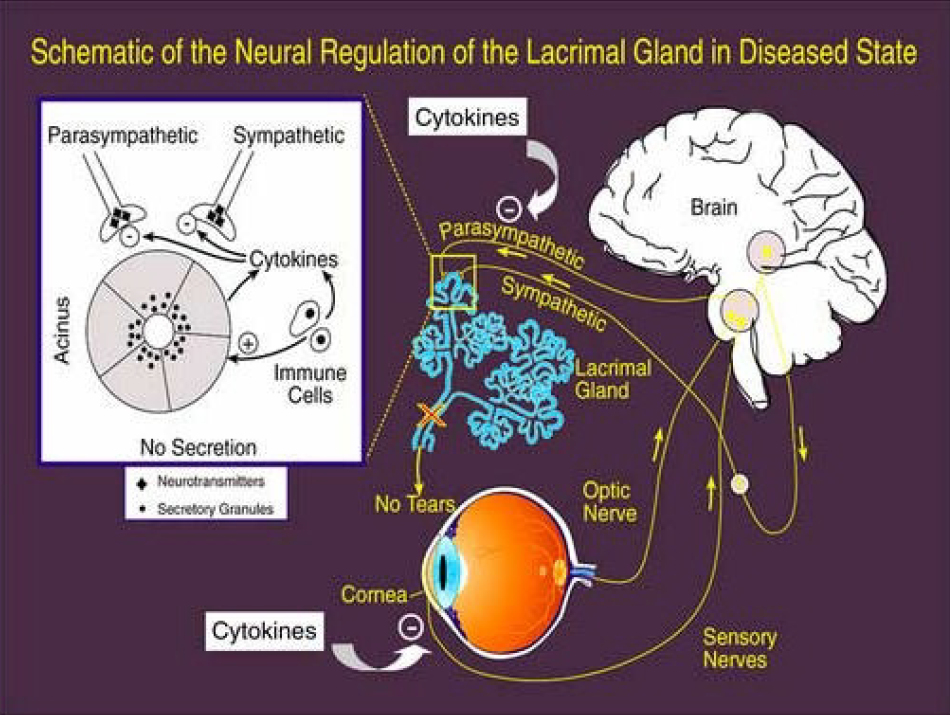 Schematic of the Neural Regulation of the Lacrimal Gland in Diseased State
Parasympathetic
Sympathetic
-
-
Cytokines
Acinus
+
Immune
Cells
No Secretion
Neurotransmitters
Secretory Granules
Cytokines
-
Parasympathetic
Sympathetic
Brain
Lacrimal
Gland
No Tears
Optic
Nerve
Cornea
Cytokines
-
Sensory
Nerves